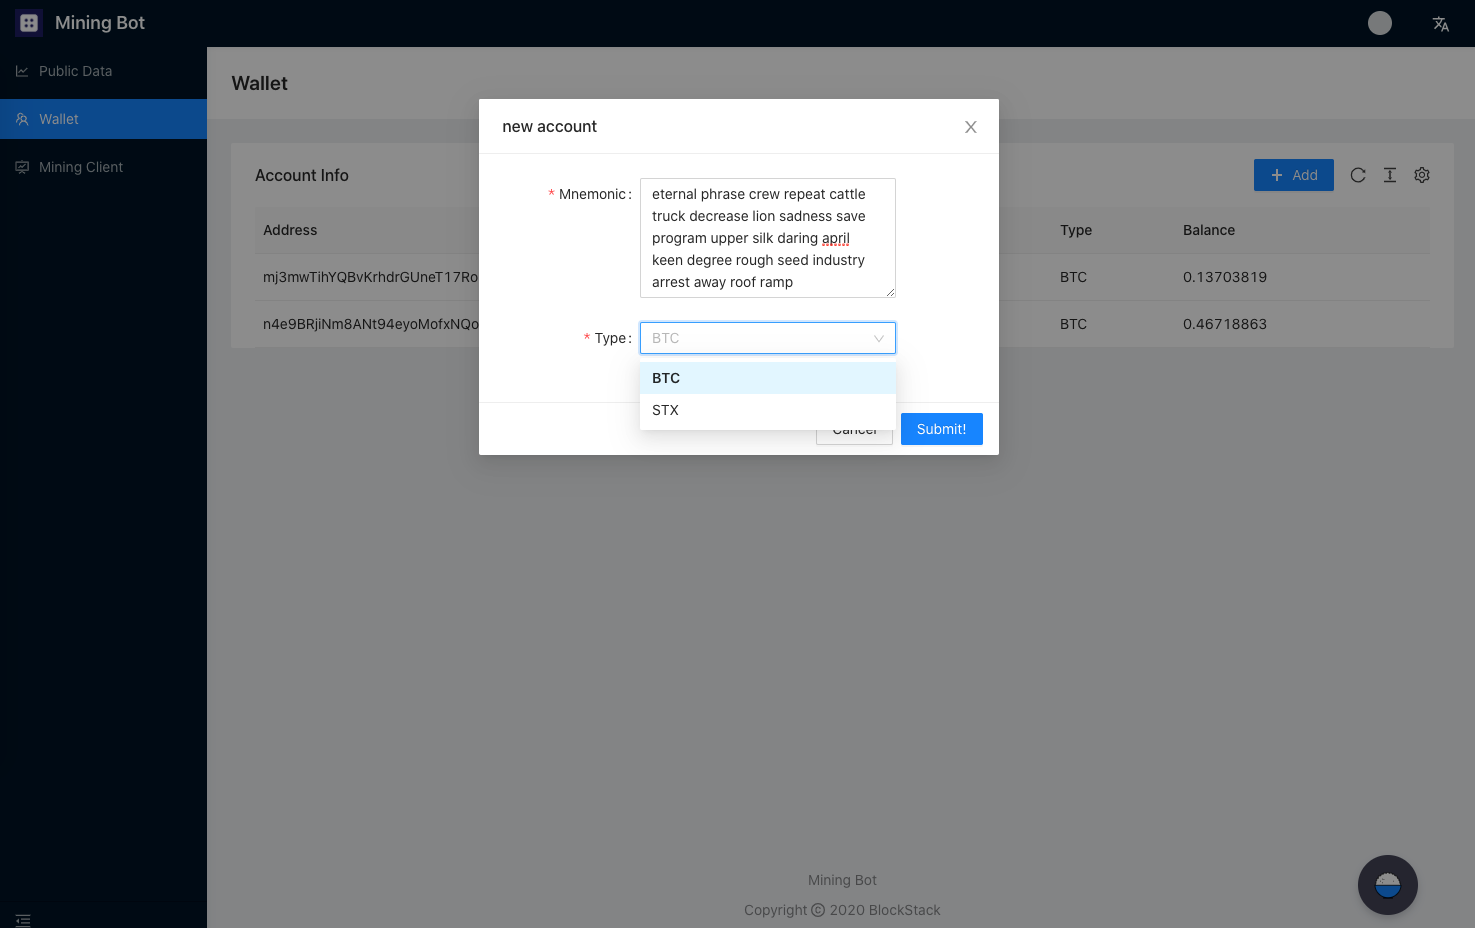 Mining Bot
Public Data
Wallet
Mining Client
Wallet
Account Info
Add
Address
Type
Balance
mj3mwTihYQBvKrhdrGUneT17Ro
BTC
0.13703819
n4e9BRjiNm8ANt94eyoMofxNQo
BTC
0.46718863
new account
* Mnemonic:
eternal phrase crew repeat cattle
truck decrease lion sadness save
program upper silk daring april
keen degree rough seed industry
arrest away roof ramp
* Type:
BTC
BTC
STX
Cancel
Submit!
Mining Bot
Copyright © 2020 BlockStack